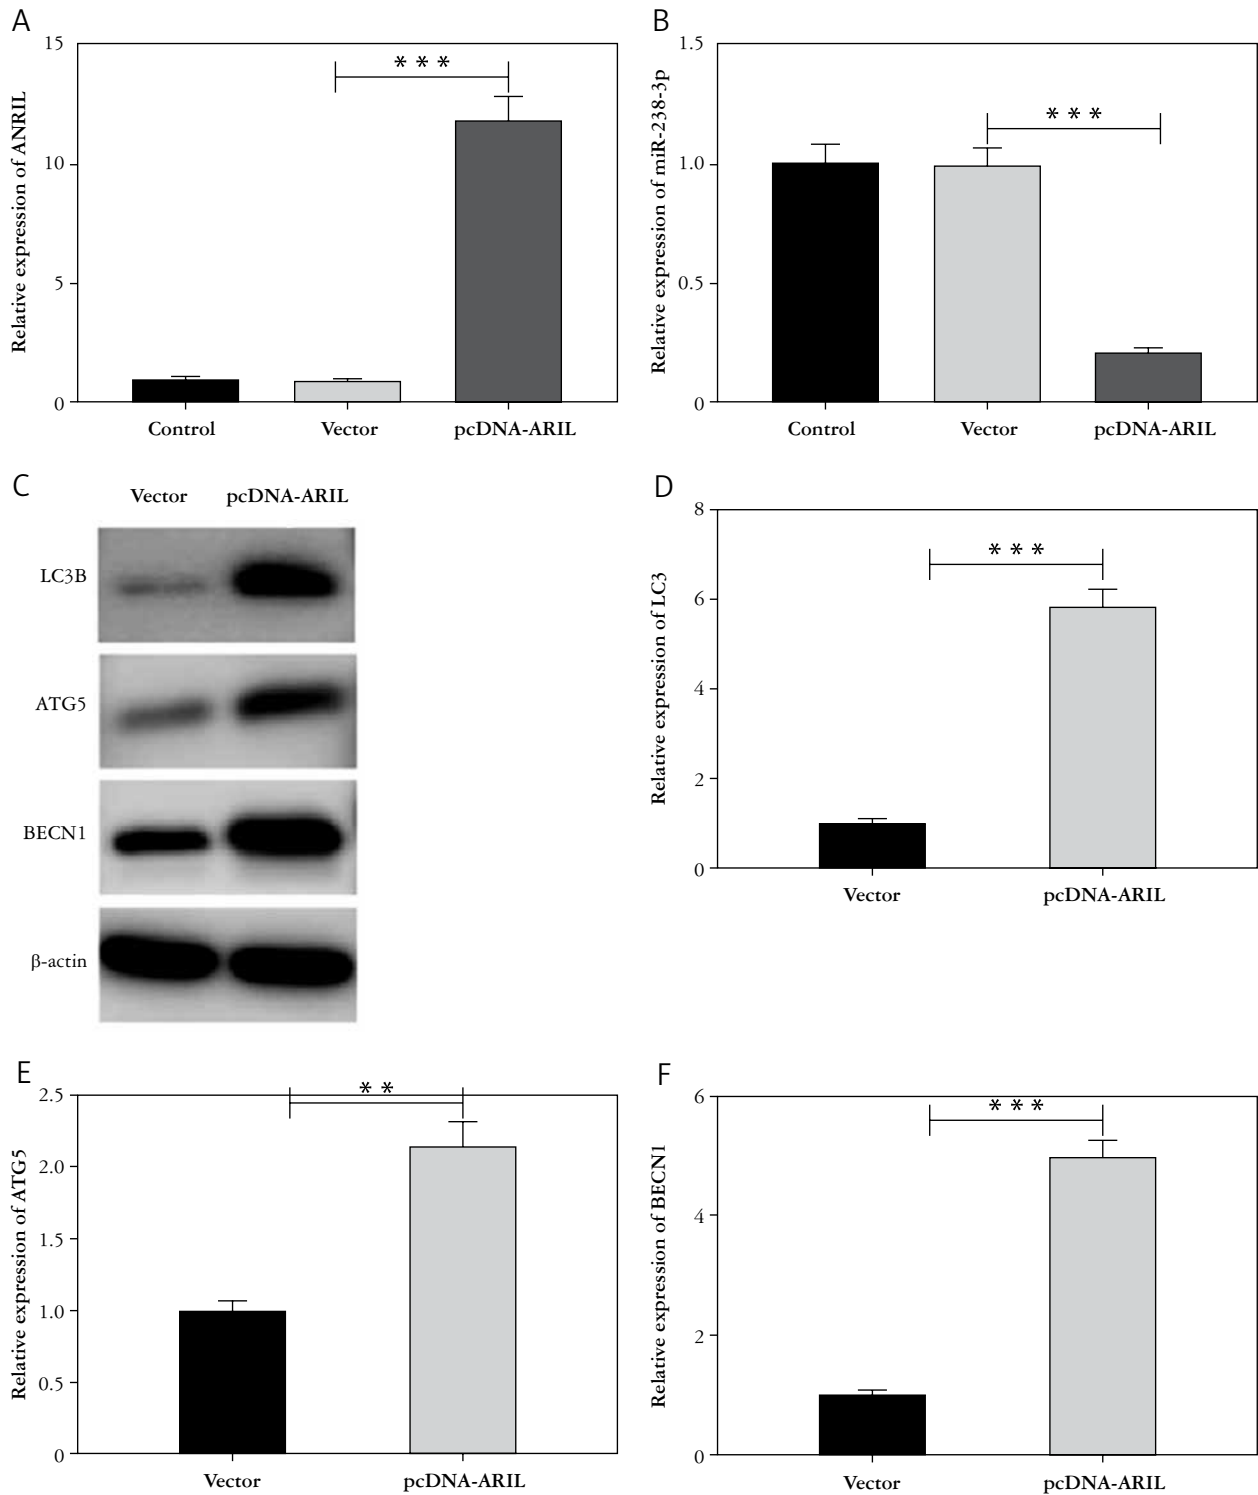 A
Relative expression of ANRIL
15
10
5
0
* * *
Control Vector pcDNA-ARIL
B
Relative expression of miR-238-3p
1.5
1.0
0.5
0
* * *
Control Vector pcDNA-ARIL
C
Vector pcDNA-ARIL
LC3B
ATG5
BECN1
β-actin
D
Relative expression of LC3
8
6
4
2
0
* * *
Vector pcDNA-ARIL
E
Relative expression of ATG5
2.5
2.0
1.5
1.0
0.5
0
* *
Vector pcDNA-ARIL
F
Relative expression of BECN1
6
4
2
0
* * *
Vector pcDNA-ARIL